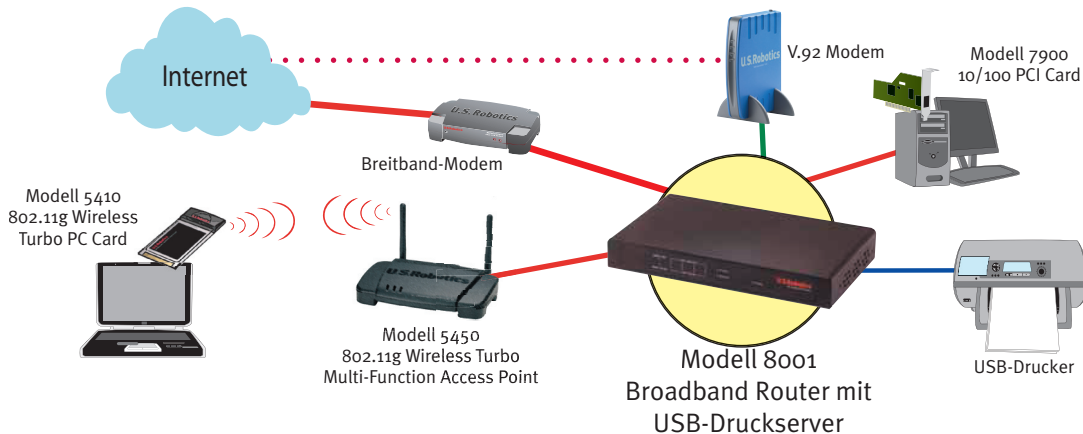 Internet
U.S.Robotics
V.92 Modem
Modell 7900
10/100 PCI Card
U.S.Robotics
Breitband-Modem
Modell 5410
802.11g Wireless
Turbo PC Card
U.S.Robotics
Modell 5450
802.11g Wireless Turbo
Multi-Function Access Point
Modell 8001
Broadband Router mit
USB-Druckserver
USB-Drucker